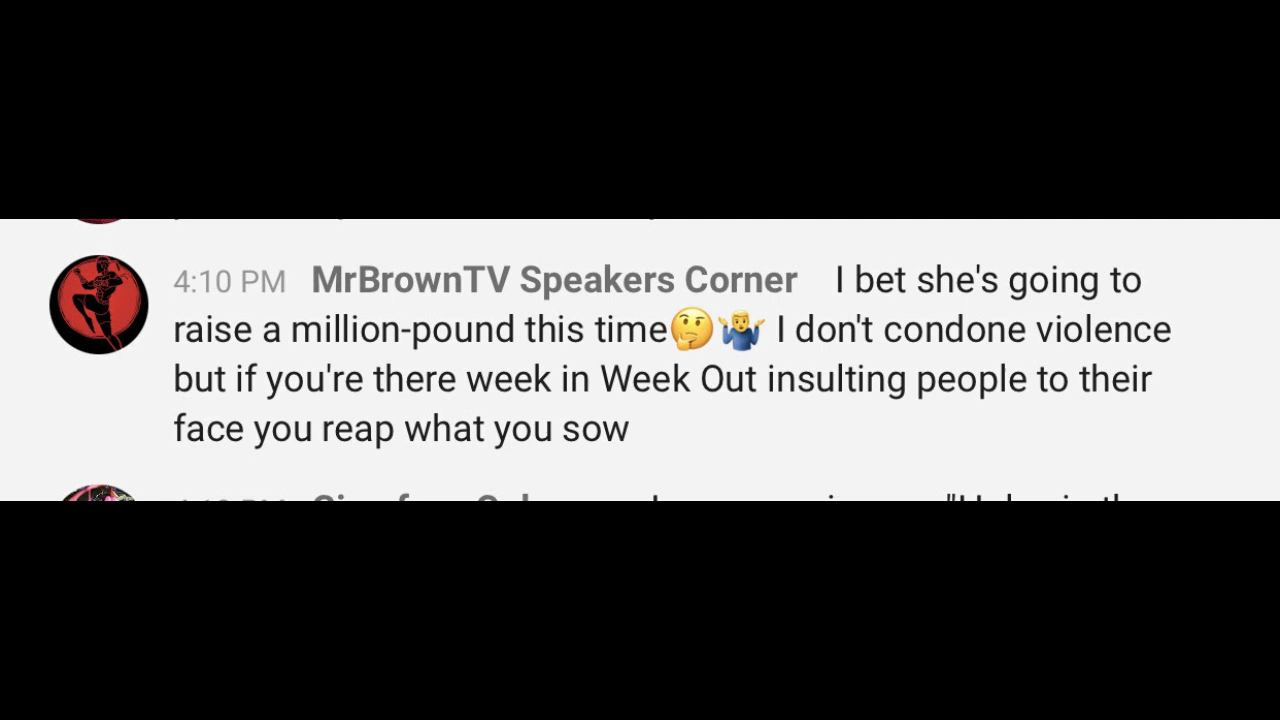 4:10 PM MrBrownTV Speakers Corner I bet she's going to
raise a million-pound this time🤔🤷‍♂️ I don't condone violence
but if you're there week in Week Out insulting people to their
face you reap what you sow